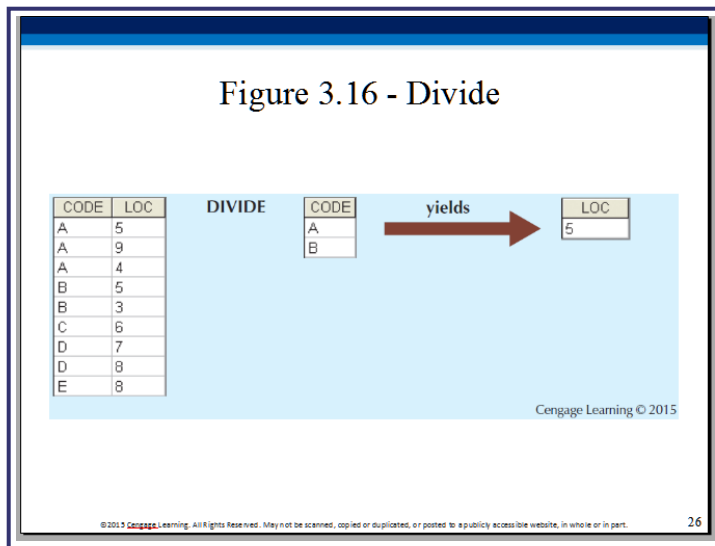 Figure 3.16 - Divide
CODE LOC DIVIDE CODE yields LOC
A 5 A 5
A 9 B
A 4
B 5
B 3
C 6
D 7
D 8
E 8
Cengage Learning © 2015
©2015 Cengage Learning. All Rights Reserved. May not be scanned, copied or duplicated, or posted to a publicly accessible website, in whole or in part. 26